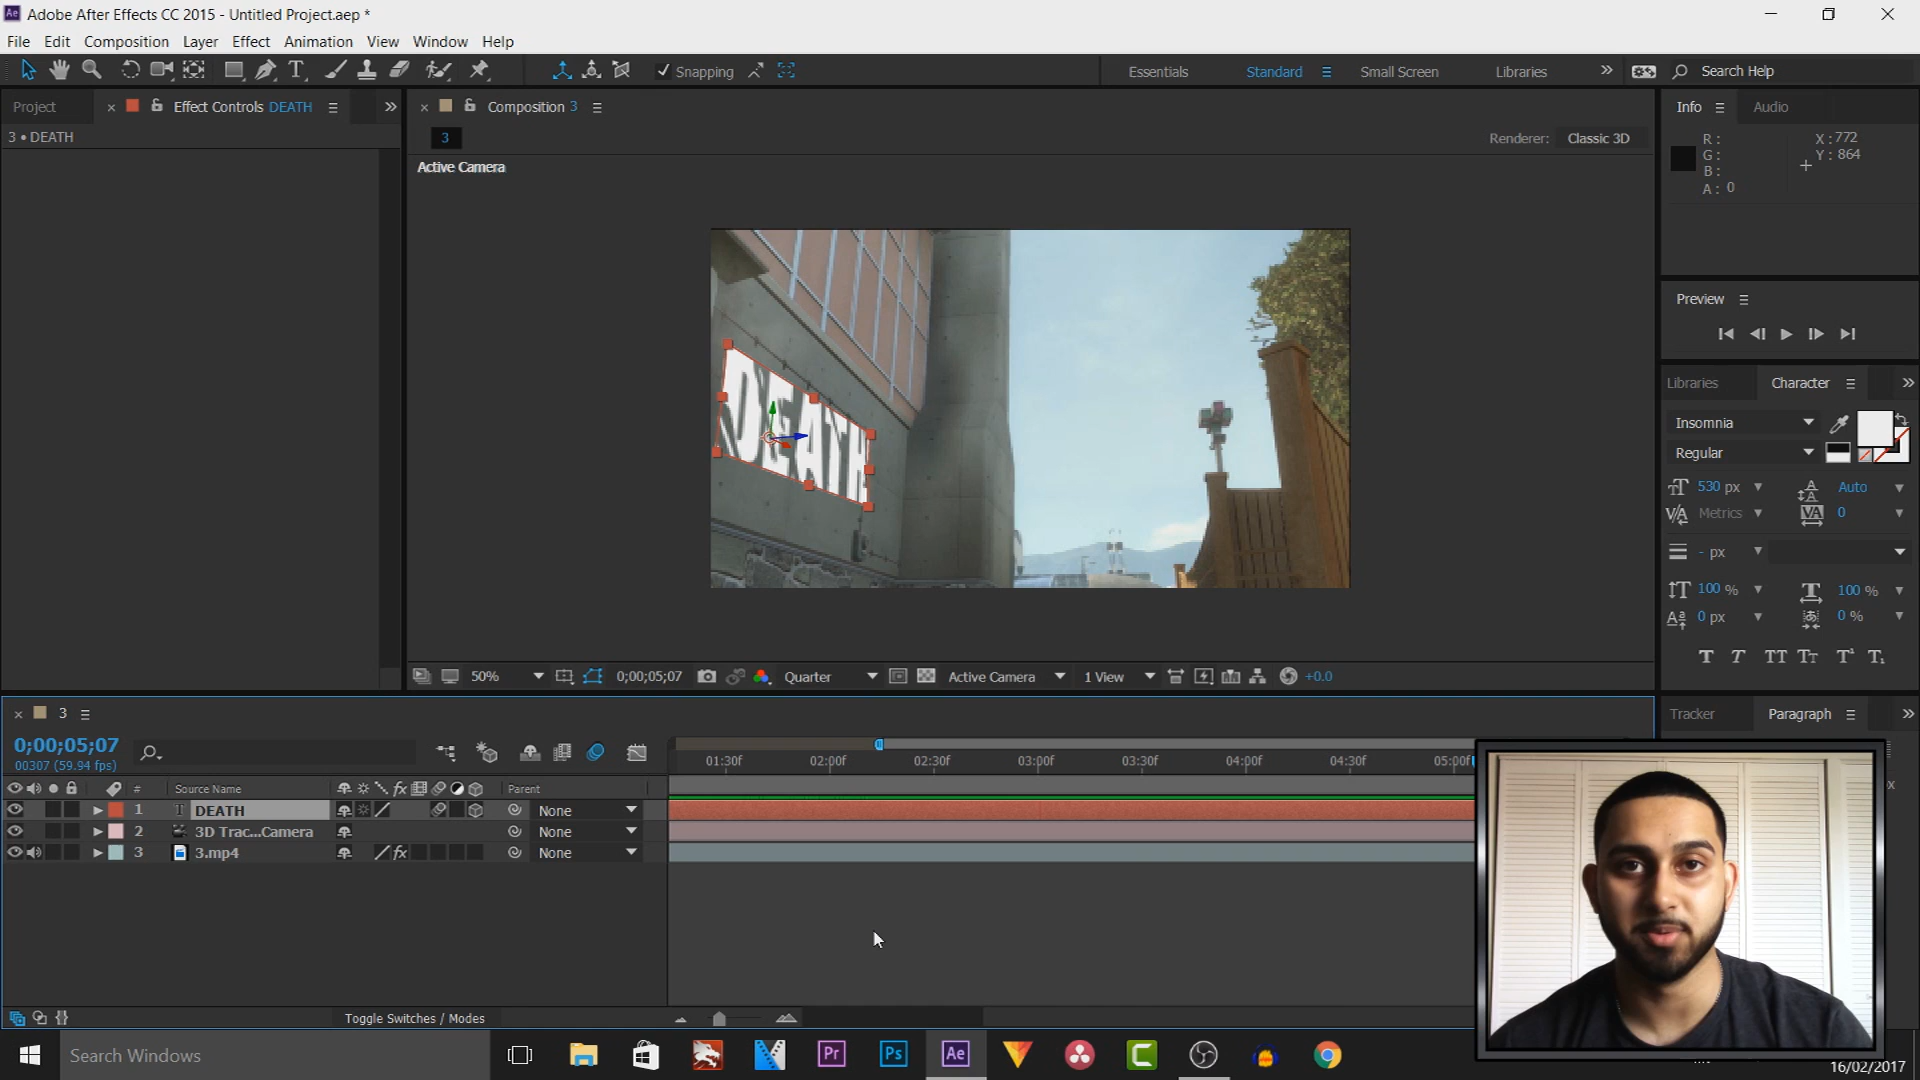 Ae Adobe After Effects CC 2015 - Untitled Project.aep *
File Edit Composition Layer Effect Animation View Window Help
Snapping
Essentials Standard Small Screen Libraries Search Help
Project Effect Controls DEATH Composition 3 Info Audio
3 • DEATH
3 Renderer: Classic 3D
Active Camera
R :
G :
B :
A : 0
X : 772
Y : 864
Preview
DEATH
Libraries Character
Insomnia
Regular
530 px Auto
Metrics 0
- px
100 % 100 %
0 px 0 %
50% 0;00;05;07 Quarter Active Camera 1 View +0.0
3
Tracker Paragraph
0;00;05;07
00307 (59.94 fps)
01:30f 02:00f 02:30f 03:00f 03:30f 04:00f 04:30f 05:00f
# Source Name Parent
1 DEATH None
2 3D Trac...Camera None
3 3.mp4 None
Toggle Switches / Modes
Search Windows Pr Ps Ae
16/02/2017